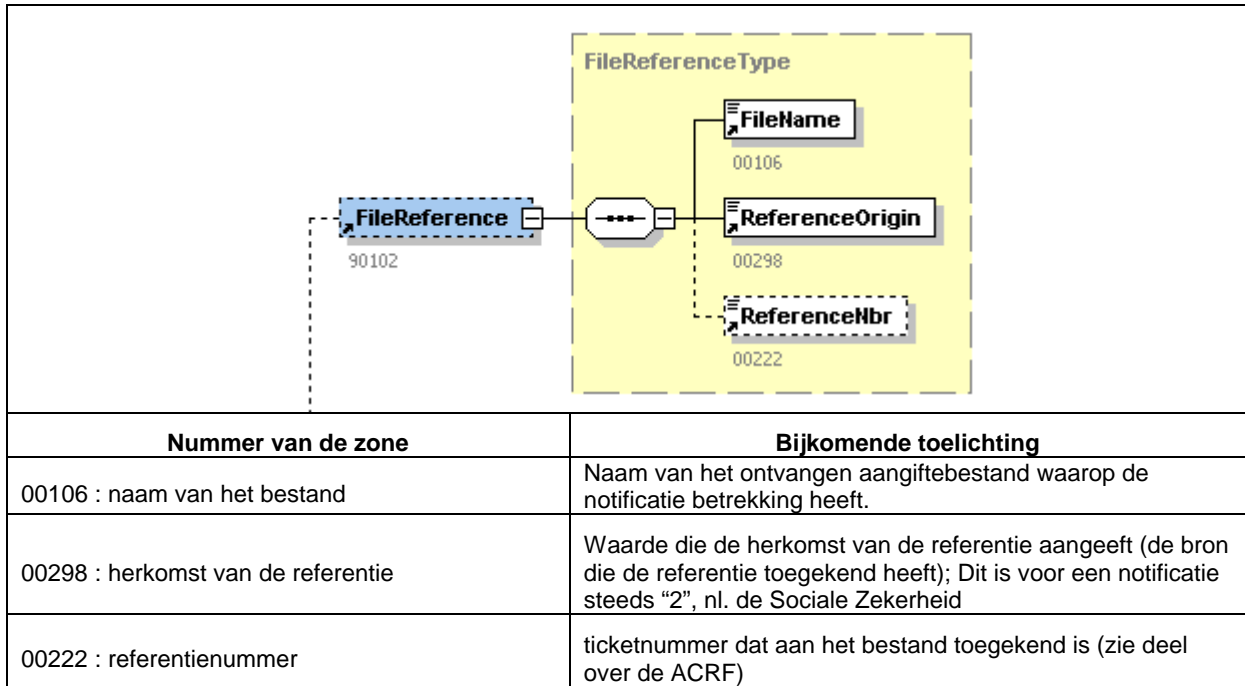 FileReferenceType
FileName
00106
FileReference
90102
ReferenceOrigin
00298
ReferenceNbr
00222
Nummer van de zone
Bijkomende toelichting
00106 : naam van het bestand
Naam van het ontvangen aangiftebestand waarop de
notificatie betrekking heeft.
00298 : herkomst van de referentie
Waarde die de herkomst van de referentie aangeeft (de bron
die de referentie toegekend heeft); Dit is voor een notificatie
steeds “2”, nl. de Sociale Zekerheid
00222 : referentienummer
ticketnummer dat aan het bestand toegekend is (zie deel
over de ACRF)